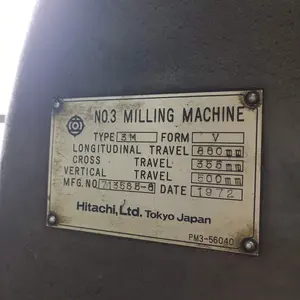 NO.3 MILLING MACHINE
TYPE 3M FORM V
LONGITUDINAL TRAVEL 860mm
CROSS TRAVEL 355mm
VERTICAL TRAVEL 500mm
MFG. NO DATE 1972
Hitachi, Ltd. Tokyo Japan
PM3-56040